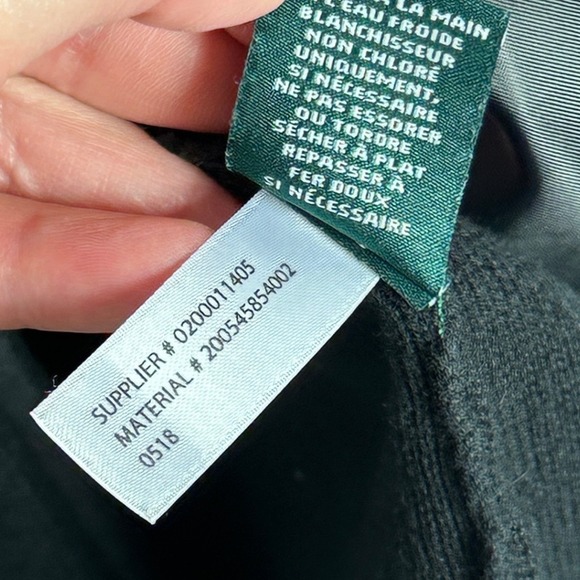 À LA MAIN
L'EAU FROIDE
BLANCHISSEUR
NON CHLORÉ
UNIQUEMENT,
SI NÉCESSAIRE
NE PAS ESSORER
OU TORDRE
SÉCHER À PLAT
REPASSER À
FER DOUX
SI NÉCESSAIRE
SUPPLIER # 0200011405
MATERIAL # 200545854002
0518